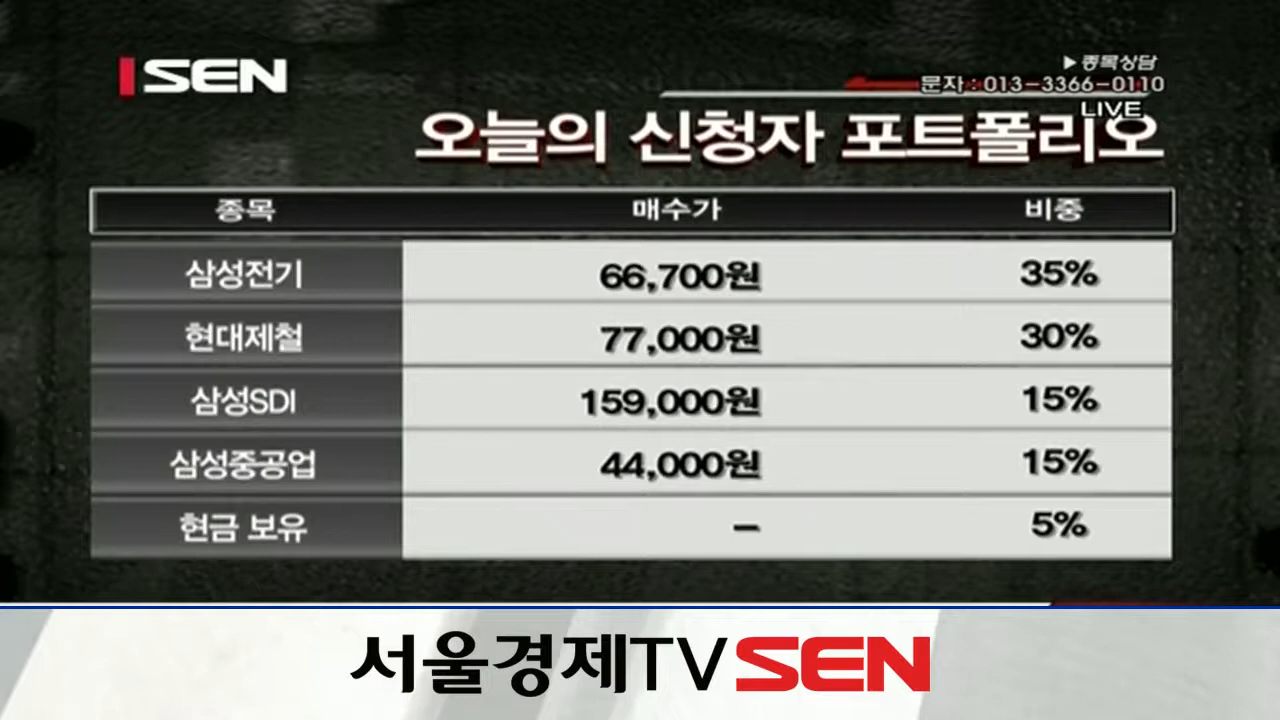 SEN
▶종목상담
문자 : 013-3366-0110
LIVE
오늘의 신청자 포트폴리오
종목 매수가 비중
삼성전기 66,700원 35%
현대제철 77,000원 30%
삼성SDI 159,000원 15%
삼성중공업 44,000원 15%
현금 보유 - 5%
서울경제TV SEN